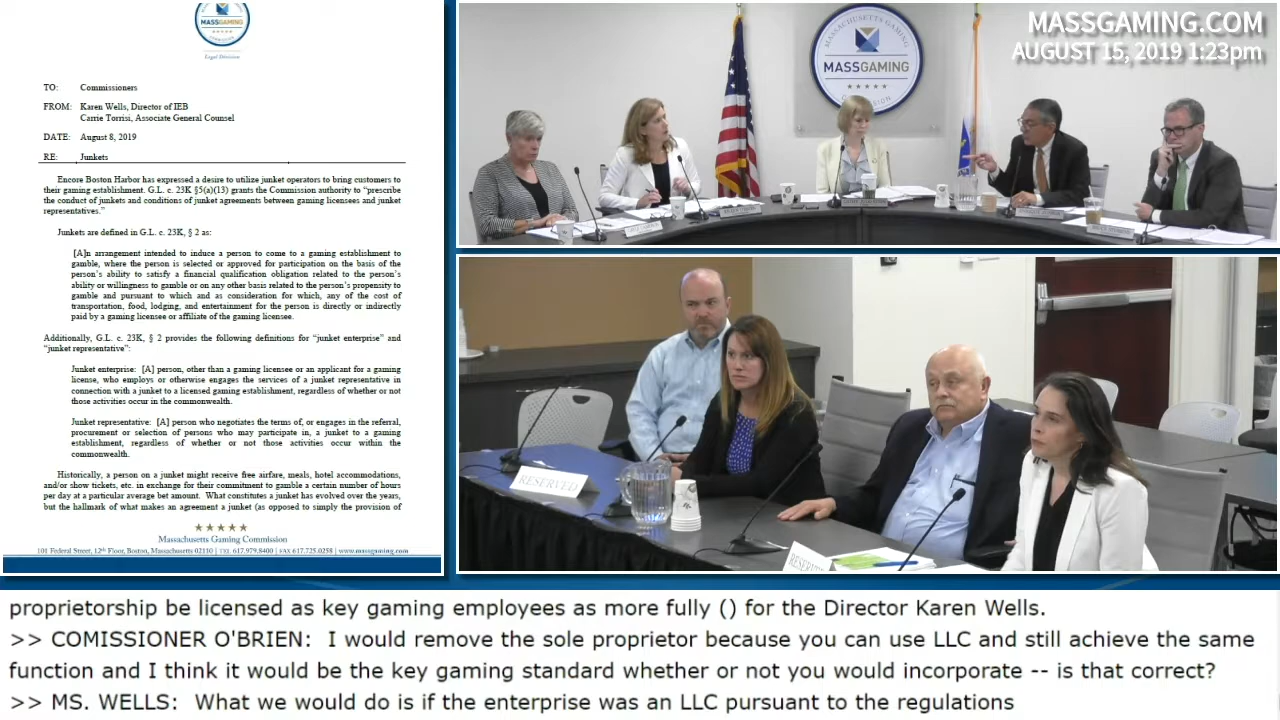 MASSGAMING
COMMISSION
Legal Division
TO: Commissioners
FROM: Karen Wells, Director of IEB
Carrie Torrisi, Associate General Counsel
DATE: August 8, 2019
RE: Junkets
Encore Boston Harbor has expressed a desire to utilize junket operators to bring customers to
their gaming establishment. G.L. c. 23K §5(a)(13) grants the Commission authority to “prescribe
the conduct of junkets and conditions of junket agreements between gaming licensees and junket
representatives.”
Junkets are defined in G.L. c. 23K, § 2 as:
[A]n arrangement intended to induce a person to come to a gaming establishment to
gamble, where the person is selected or approved for participation on the basis of the
person’s ability to satisfy a financial qualification obligation related to the person’s
ability or willingness to gamble or on any other basis related to the person’s propensity to
gamble and pursuant to which and as consideration for which, any of the cost of
transportation, food, lodging, and entertainment for the person is directly or indirectly
paid by a gaming licensee or affiliate of the gaming licensee.
Additionally, G.L. c. 23K, § 2 provides the following definitions for “junket enterprise” and
“junket representative”:
Junket enterprise: [A] person, other than a gaming licensee or an applicant for a gaming
license, who employs or otherwise engages the services of a junket representative in
connection with a junket to a licensed gaming establishment, regardless of whether or not
those activities occur in the commonwealth.
Junket representative: [A] person who negotiates the terms of, or engages in the referral,
procurement or selection of persons who may participate in, a junket to a gaming
establishment, regardless of whether or not those activities occur within the
commonwealth.
Historically, a person on a junket might receive free airfare, meals, hotel accommodations,
and/or show tickets, etc. in exchange for their commitment to gamble a certain number of hours
per day at a particular average bet amount. What constitutes a junket has evolved over the years,
but the hallmark of what makes an agreement a junket (as opposed to simply the provision of
★★★★★
Massachusetts Gaming Commission
101 Federal Street, 12th Floor, Boston, Massachusetts 02110 | TEL 617.979.8400 | FAX 617.725.0258 | www.massgaming.com
MASSACHUSETTS GAMING
MASSGAMING
★★★★★
COMMISSION
MASSGAMING.COM
AUGUST 15, 2019 1:23pm
RESERVED
RESERVED
proprietorship be licensed as key gaming employees as more fully () for the Director Karen Wells.
>> COMISSIONER O'BRIEN: I would remove the sole proprietor because you can use LLC and still achieve the same
function and I think it would be the key gaming standard whether or not you would incorporate -- is that correct?
>> MS. WELLS: What we would do is if the enterprise was an LLC pursuant to the regulations